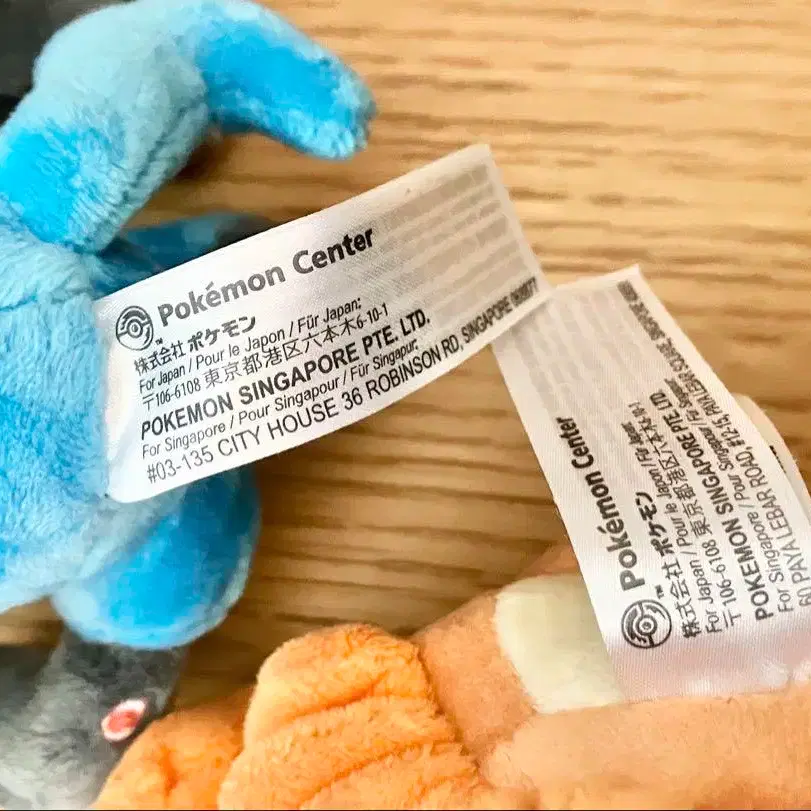 Pokémon Center
™
株式会社 ポケモン
For Japan / Pour le Japon / Für Japan:
〒106-6108 東京都港区六本木6-10-1
POKEMON SINGAPORE PTE. LTD.
For Singapore / Pour Singapour / Für Singapur:
#03-135 CITY HOUSE 36 ROBINSON RD, SINGAPORE 068877
Pokémon Center
™
株式会社 ポケモン
For Japan / Pour le Japon / Für Japan:
〒106-6108 東京都港区六本木6-10-1
POKEMON SINGAPORE PTE. LTD.
For Singapore / Pour Singapour / Für Singapur:
60 PAYA LEBAR ROAD, #12-15, PAYA LEBAR SQUARE, SINGAPORE